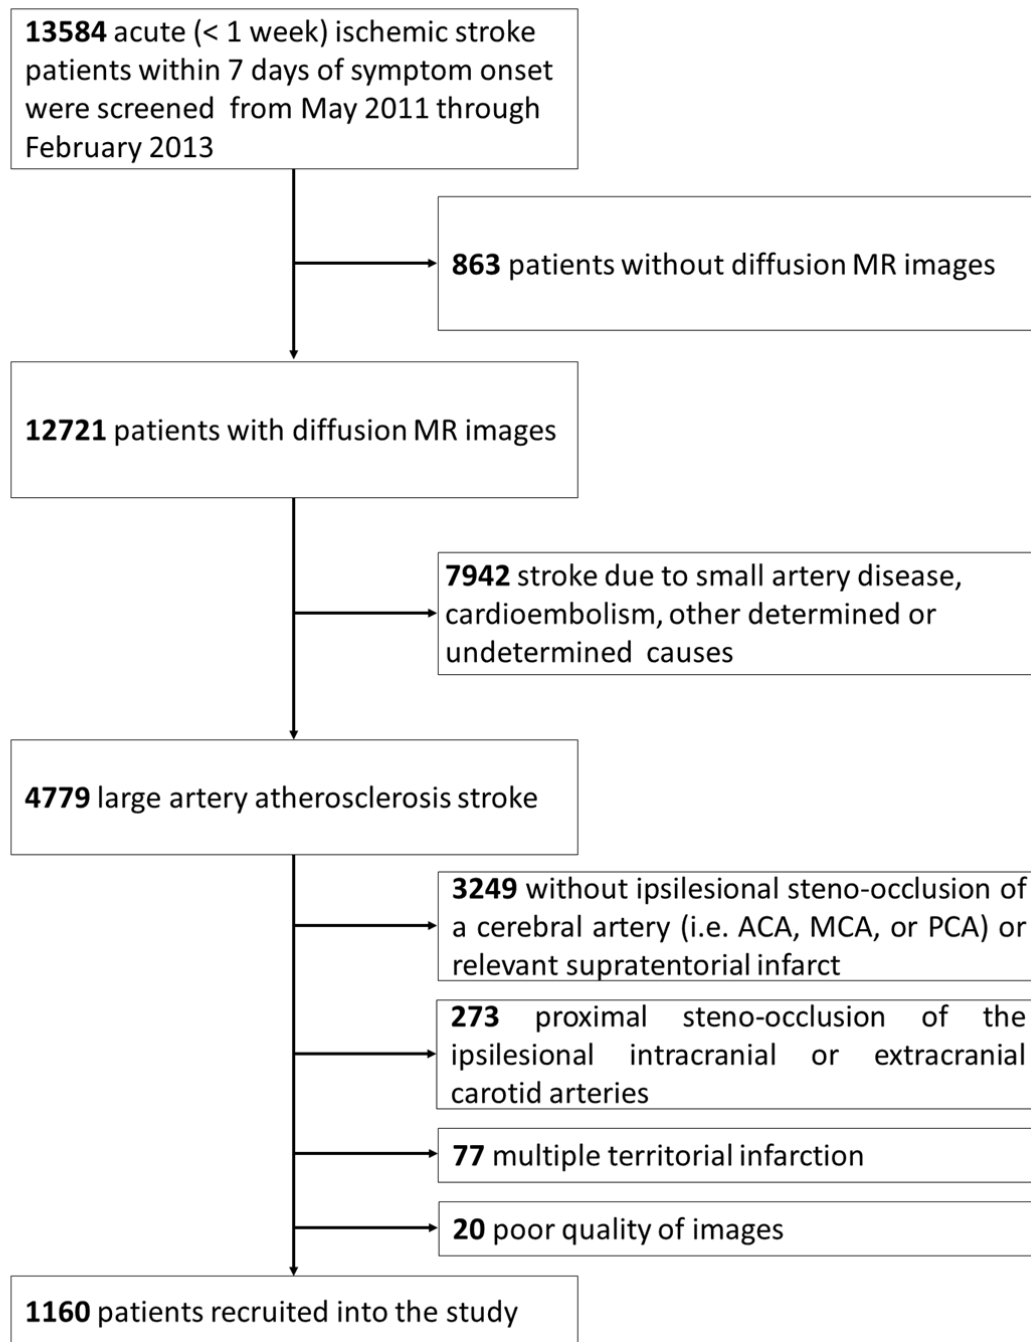 13584 acute (< 1 week) ischemic stroke
patients within 7 days of symptom onset
were screened from May 2011 through
February 2013
863 patients without diffusion MR images
12721 patients with diffusion MR images
7942 stroke due to small artery disease,
cardioembolism, other determined or
undetermined causes
4779 large artery atherosclerosis stroke
3249 without ipsilesional steno-occlusion of
a cerebral artery (i.e. ACA, MCA, or PCA) or
relevant supratentorial infarct
273 proximal steno-occlusion of the
ipsilesional intracranial or extracranial
carotid arteries
77 multiple territorial infarction
20 poor quality of images
1160 patients recruited into the study